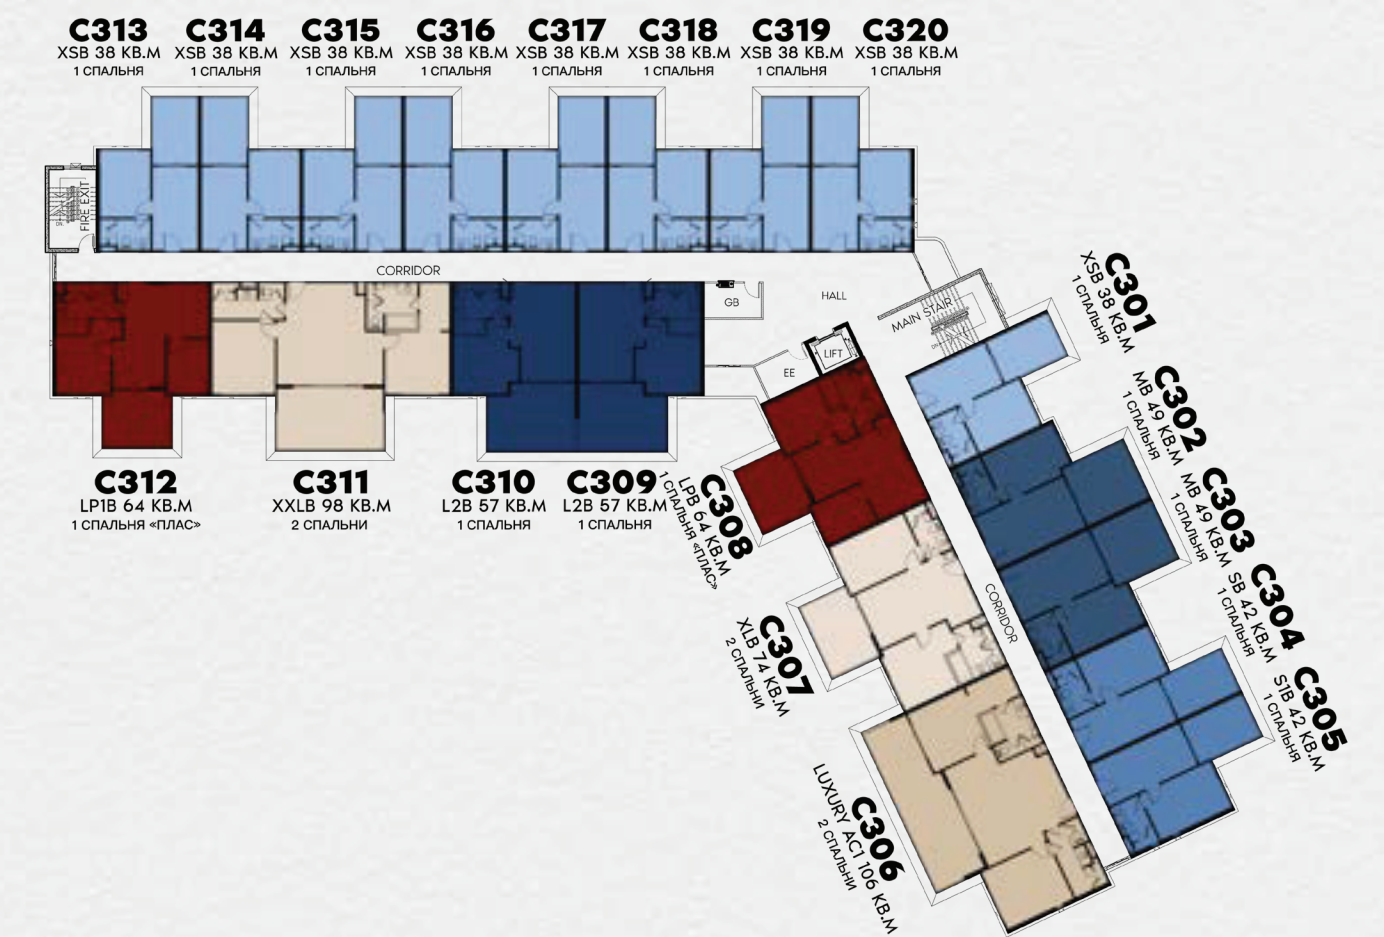 C313
XSB 38 КВ.М
1 СПАЛЬНЯ
C314
XSB 38 КВ.М
1 СПАЛЬНЯ
C315
XSB 38 КВ.М
1 СПАЛЬНЯ
C316
XSB 38 КВ.М
1 СПАЛЬНЯ
C317
XSB 38 КВ.М
1 СПАЛЬНЯ
C318
XSB 38 КВ.М
1 СПАЛЬНЯ
C319
XSB 38 КВ.М
1 СПАЛЬНЯ
C320
XSB 38 КВ.М
1 СПАЛЬНЯ
FIRE EXIT
CORRIDOR
GB
HALL
MAIN STAIR
LIFT
EE
C301
XSB 38 КВ.М
1 СПАЛЬНЯ
C302
MB 49 КВ.М
1 СПАЛЬНЯ
C303
MB 49 КВ.М
1 СПАЛЬНЯ
C304
SB 42 КВ.М
1 СПАЛЬНЯ
C305
S1B 42 КВ.М
1 СПАЛЬНЯ
C312
LP1B 64 КВ.М
1 СПАЛЬНЯ «ПЛАС»
C311
XXLB 98 КВ.М
2 СПАЛЬНИ
C310
L2B 57 КВ.М
1 СПАЛЬНЯ
C309
L2B 57 КВ.М
1 СПАЛЬНЯ
C308
LPB 64 КВ.М
1 СПАЛЬНЯ «ПЛАС»
CORRIDOR
C307
XLB 74 КВ.М
2 СПАЛЬНИ
C306
LUXURY AC1 106 КВ.М
2 СПАЛЬНИ